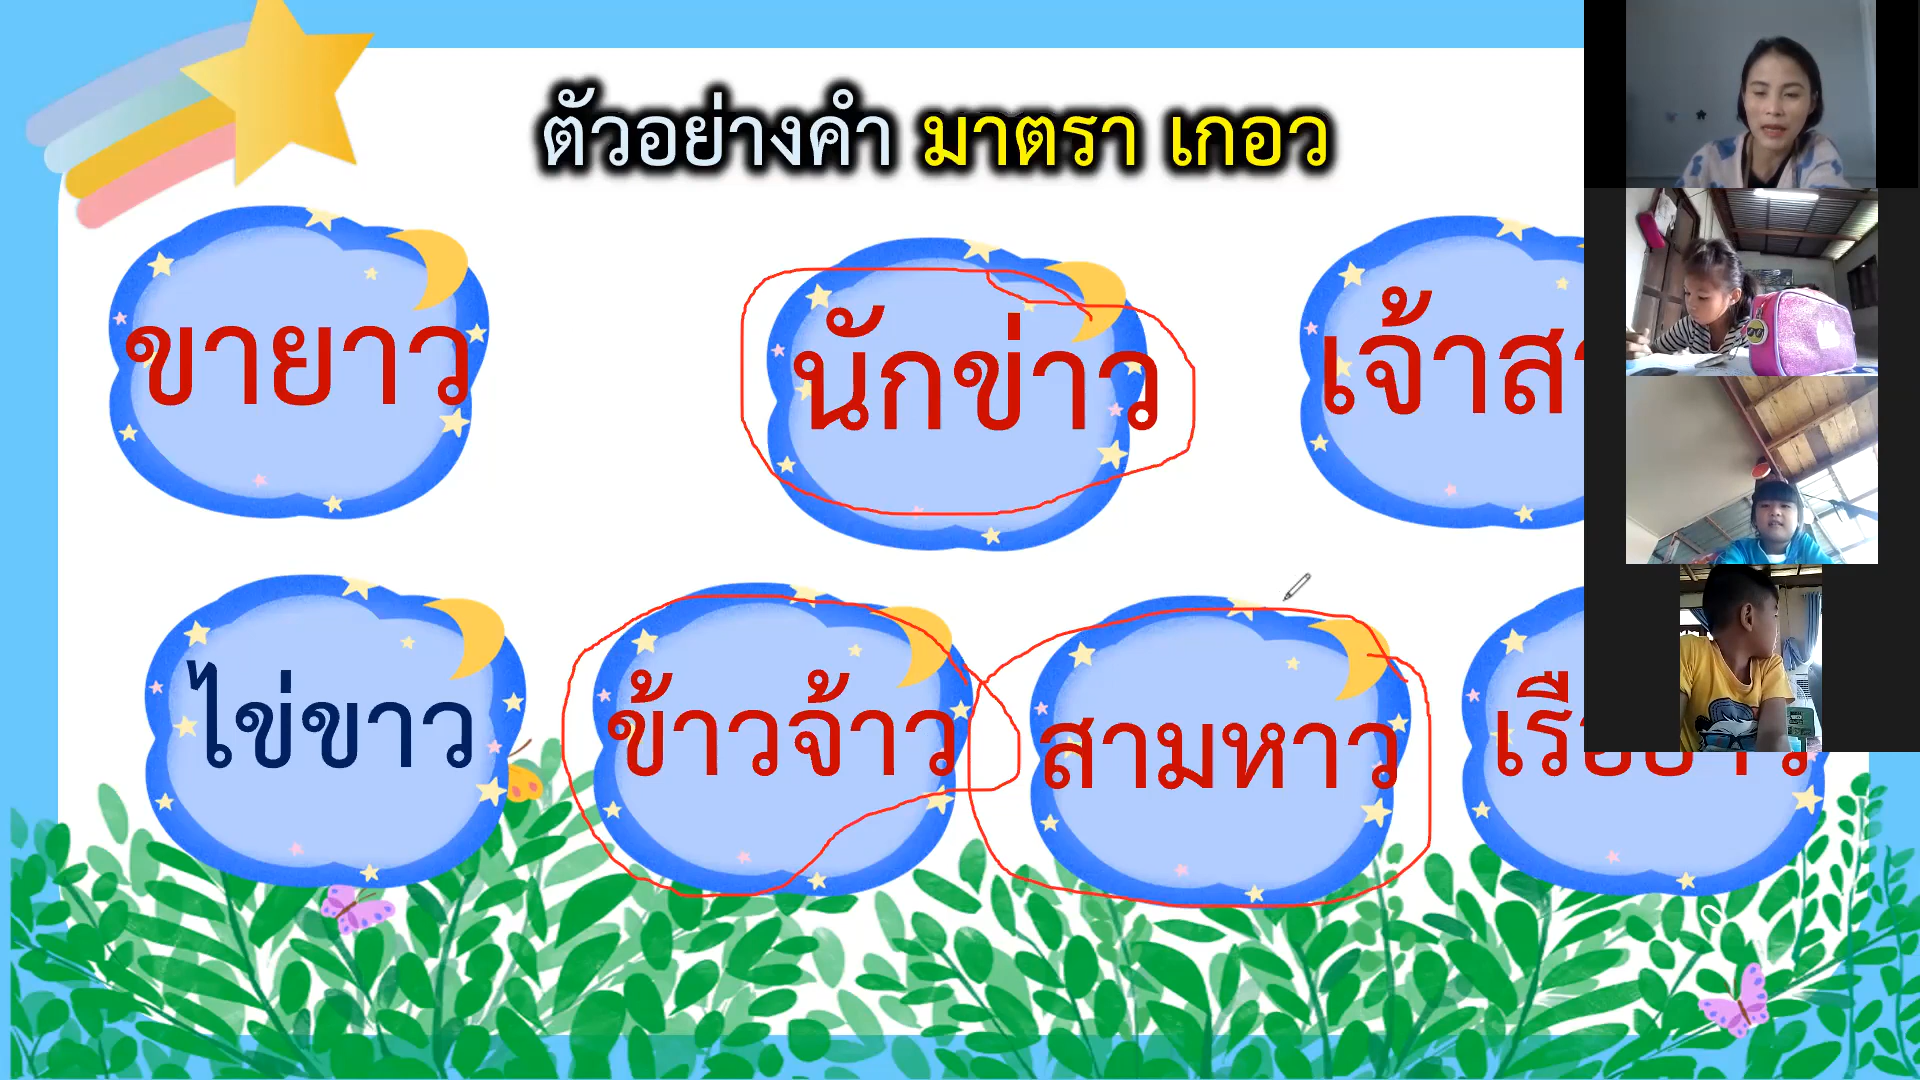 ตัวอย่างคำ มาตรา เกอว
ขายาว
นักข่าว
ไข่ขาว
ข้าวจ้าว
สามหาว